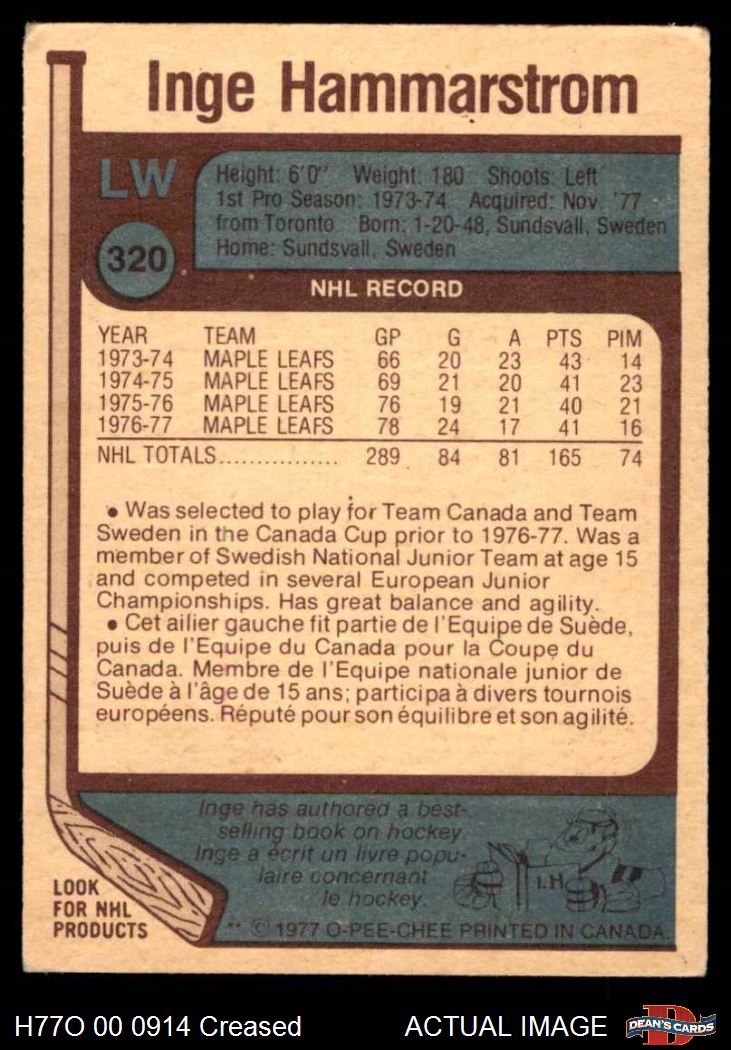 Inge Hammarstrom
LW
320
Height: 6'0" Weight: 180 Shoots: Left
1st Pro Season: 1973-74 Acquired: Nov. '77
from Toronto Born: 1-20-48, Sundsvall, Sweden
Home: Sundsvall, Sweden
NHL RECORD
YEAR TEAM GP G A PTS PIM
1973-74 MAPLE LEAFS 66 20 23 43 14
1974-75 MAPLE LEAFS 69 21 20 41 23
1975-76 MAPLE LEAFS 76 19 21 40 21
1976-77 MAPLE LEAFS 78 24 17 41 16
NHL TOTALS................ 289 84 81 165 74
• Was selected to play for Team Canada and Team
Sweden in the Canada Cup prior to 1976-77. Was a
member of Swedish National Junior Team at age 15
and competed in several European Junior
Championships. Has great balance and agility.
• Cet ailier gauche fit partie de l'Equipe de Suède,
puis de l'Equipe du Canada pour la Coupe du
Canada. Membre de l'Equipe nationale junior de
Suède à l'âge de 15 ans; participa à divers tournois
européens. Réputé pour son équilibre et son agilité.
Inge has authored a best-
selling book on hockey.
Inge a écrit un livre popu-
laire concernant
le hockey.
I.H
LOOK
FOR NHL
PRODUCTS
** © 1977 O-PEE-CHEE PRINTED IN CANADA.
H77O 00 0914 Creased ACTUAL IMAGE
D
DEAN'S CARDS